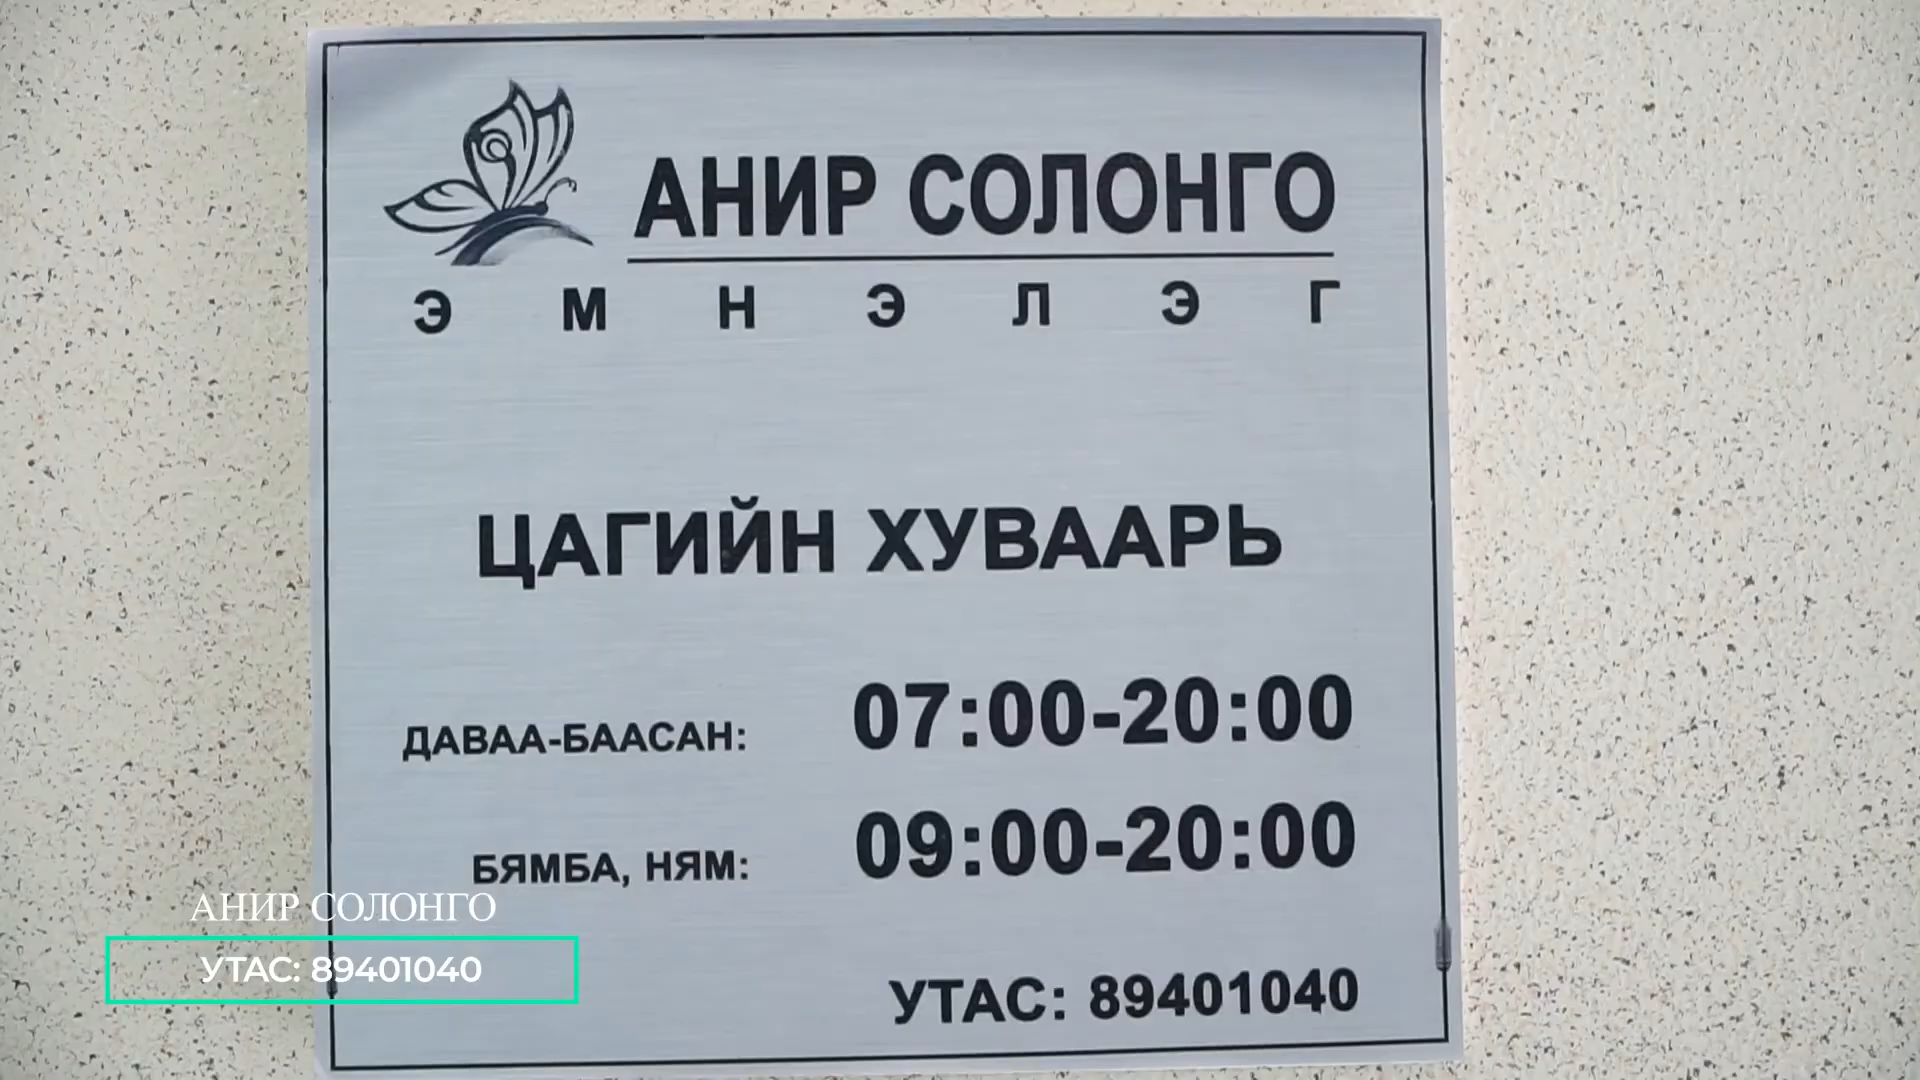 АНИР СОЛОНГО
ЭМНЭЛЭГ
ЦАГИЙН ХУВААРЬ
ДАВАА-БААСАН: 07:00-20:00
БЯМБА, НЯМ: 09:00-20:00
УТАС: 89401040
АНИР СОЛОНГО
УТАС: 89401040